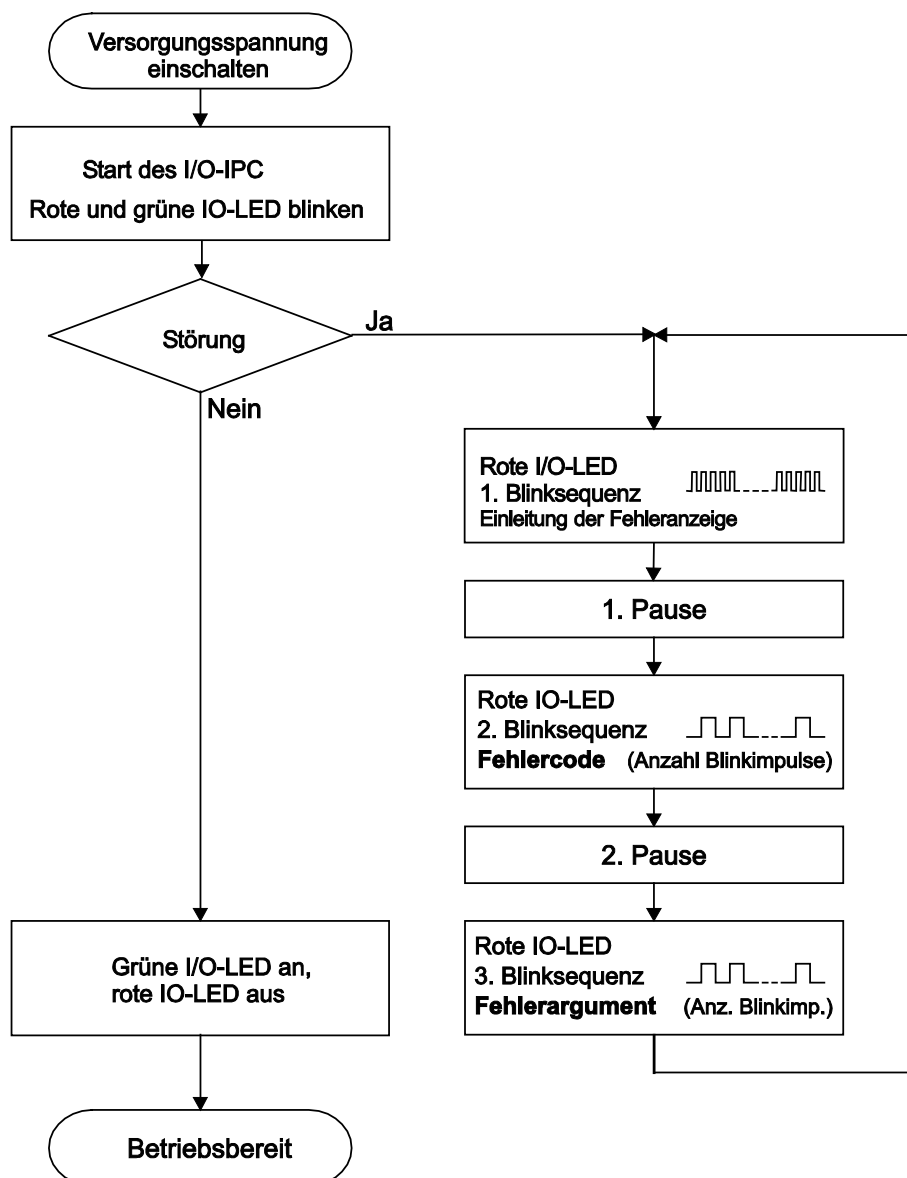 Versorgungsspannung
einschalten
Start des I/O-IPC
Rote und grüne IO-LED blinken
Störung
Ja
Nein
Rote I/O-LED
1. Blinksequenz
Einleitung der Fehleranzeige
1. Pause
Rote IO-LED
2. Blinksequenz
Fehlercode (Anzahl Blinkimpulse)
2. Pause
Rote IO-LED
3. Blinksequenz
Fehlerargument (Anz. Blinkimp.)
Grüne I/O-LED an,
rote IO-LED aus
Betriebsbereit